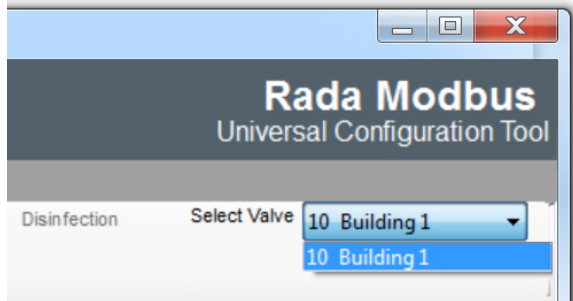 Rada Modbus
Universal Configuration Tool
Disinfection Select Valve 10 Building 1
10 Building 1